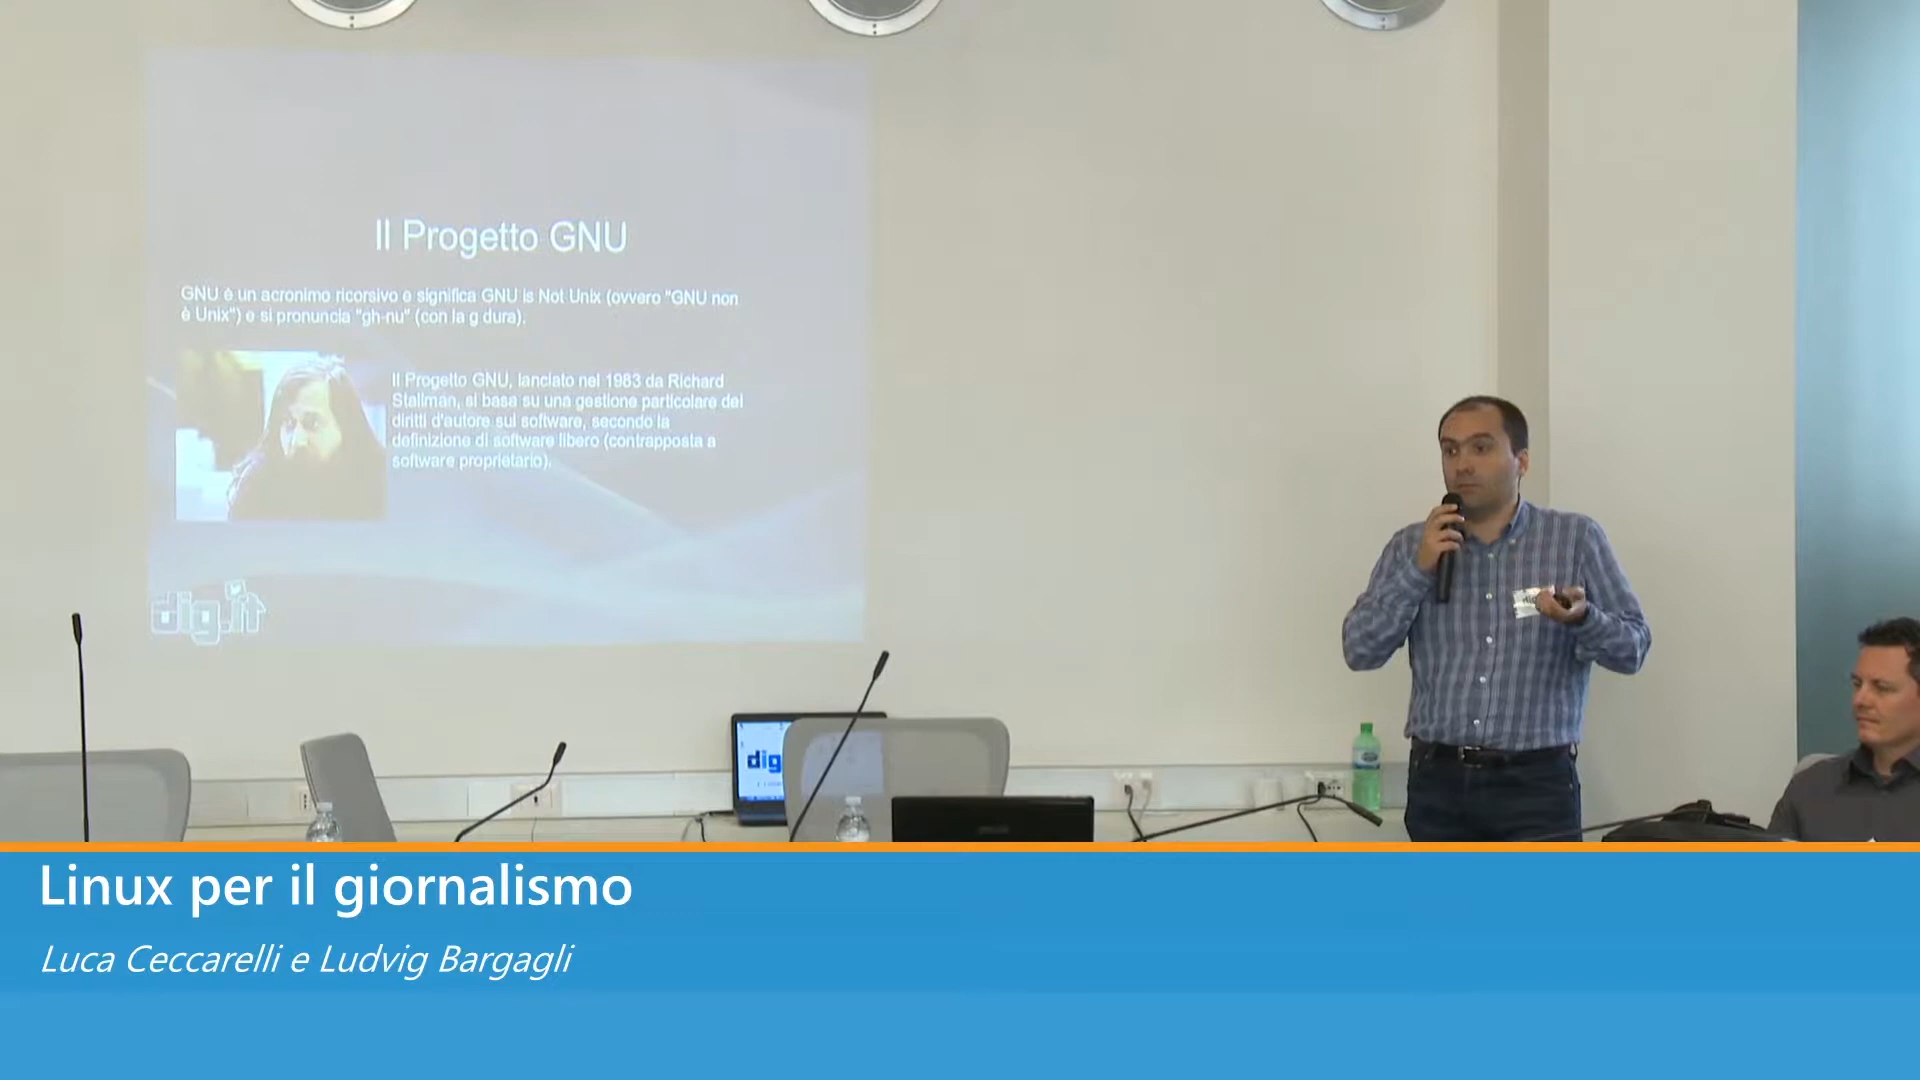 Il Progetto GNU
GNU è un acronimo ricorsivo e significa GNU is Not Unix (ovvero "GNU non
è Unix") e si pronuncia "gh-nu" (con la g dura).
Il Progetto GNU, lanciato nel 1983 da Richard
Stallman, si basa su una gestione particolare dei
diritti d'autore sul software, secondo la
definizione di software libero (contrapposta a
software proprietario).
dig.it
dig
dig
Linux per il giornalismo
Luca Ceccarelli e Ludvig Bargagli